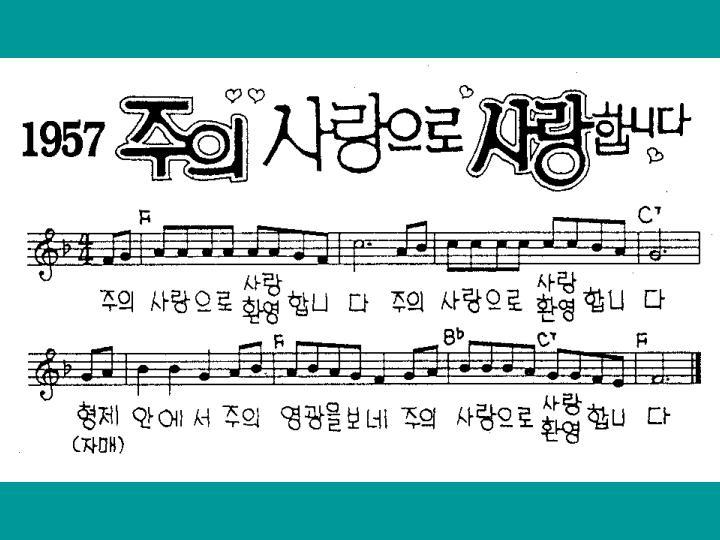 1957 주의 사랑으로 사랑합니다
F C7
사랑 사랑
주의 사랑으로 환영 합니 다 주의 사랑으로 환영 합니 다
F Bb C7 F
사랑
형제 안에 서 주의 영광을보네 주의 사랑으로 환영 합니 다
(자매)